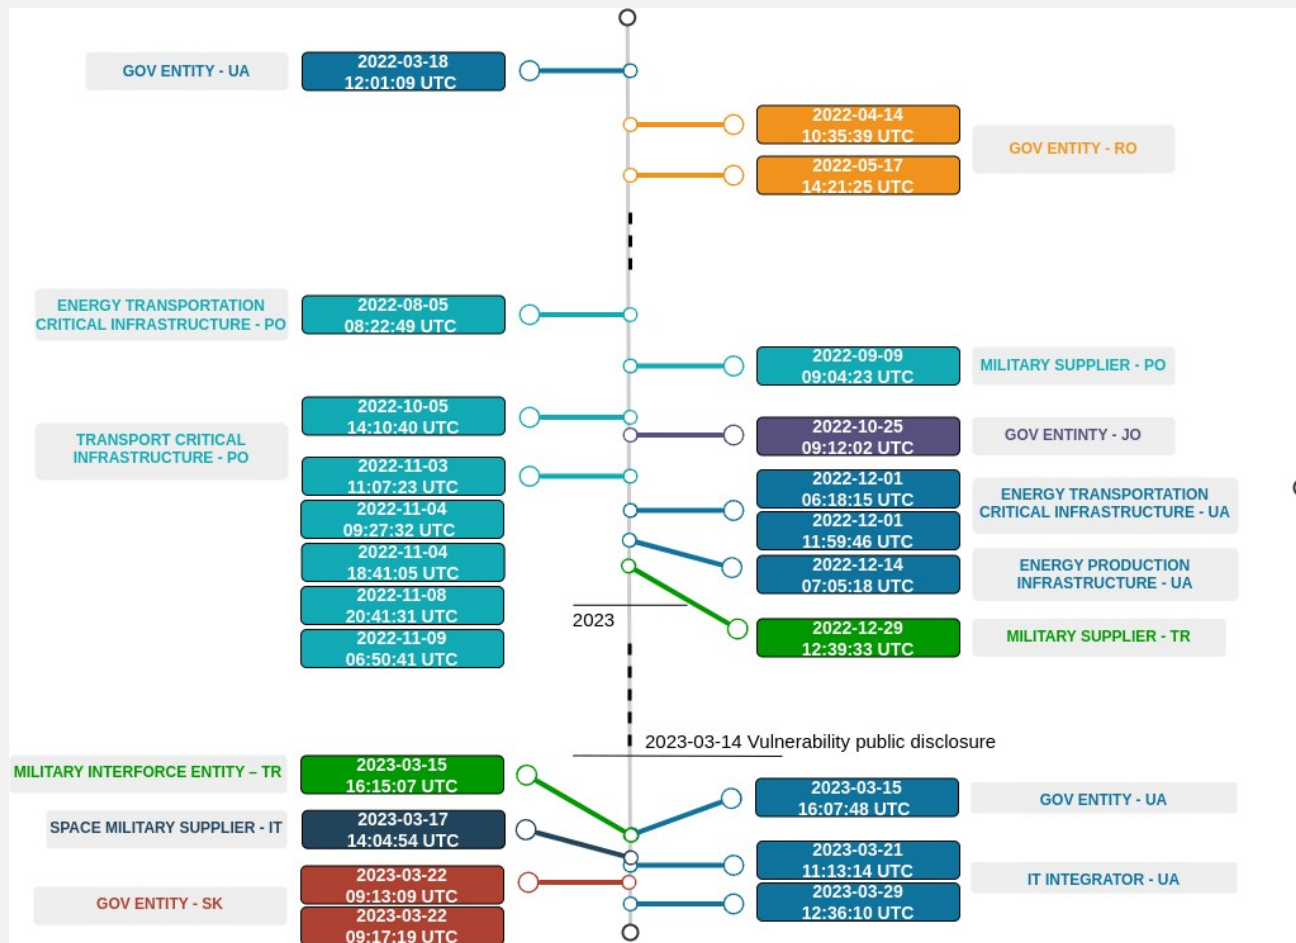 GOV ENTITY - UA
2022-03-18
12:01:09 UTC
2022-04-14
10:35:39 UTC
GOV ENTITY - RO
2022-05-17
14:21:25 UTC
ENERGY TRANSPORTATION
CRITICAL INFRASTRUCTURE - PO
2022-08-05
08:22:49 UTC
2022-09-09
09:04:23 UTC
MILITARY SUPPLIER - PO
TRANSPORT CRITICAL
INFRASTRUCTURE - PO
2022-10-05
14:10:40 UTC
2022-11-03
11:07:23 UTC
2022-11-04
09:27:32 UTC
2022-11-04
18:41:05 UTC
2022-11-08
20:41:31 UTC
2022-11-09
06:50:41 UTC
2022-10-25
09:12:02 UTC
GOV ENTINTY - JO
2022-12-01
06:18:15 UTC
2022-12-01
11:59:46 UTC
ENERGY TRANSPORTATION
CRITICAL INFRASTRUCTURE - UA
2022-12-14
07:05:18 UTC
ENERGY PRODUCTION
INFRASTRUCTURE - UA
2023
2022-12-29
12:39:33 UTC
MILITARY SUPPLIER - TR
2023-03-14 Vulnerability public disclosure
MILITARY INTERFORCE ENTITY – TR
2023-03-15
16:15:07 UTC
2023-03-15
16:07:48 UTC
GOV ENTITY - UA
SPACE MILITARY SUPPLIER - IT
2023-03-17
14:04:54 UTC
2023-03-21
11:13:14 UTC
2023-03-29
12:36:10 UTC
IT INTEGRATOR - UA
GOV ENTITY - SK
2023-03-22
09:13:09 UTC
2023-03-22
09:17:19 UTC